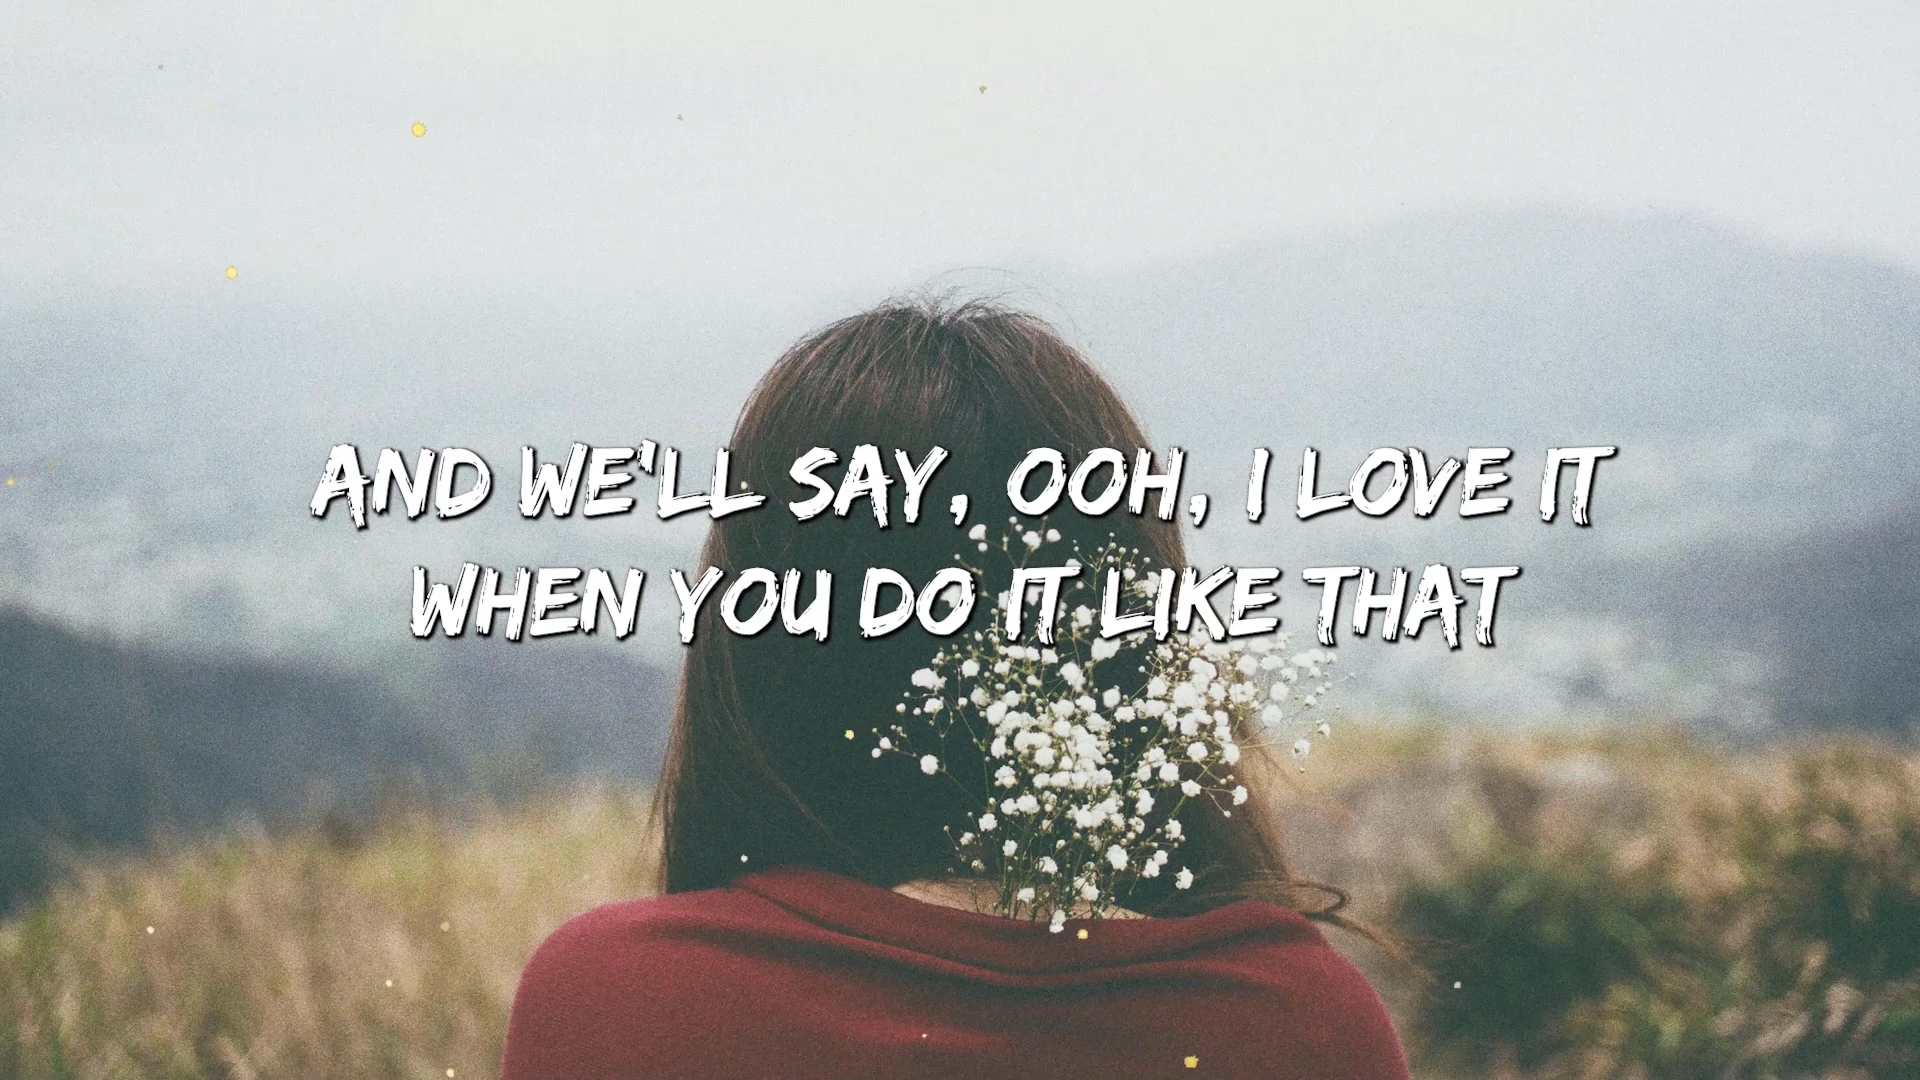 AND WE'LL SAY, OOH, I LOVE IT
WHEN YOU DO IT LIKE THAT